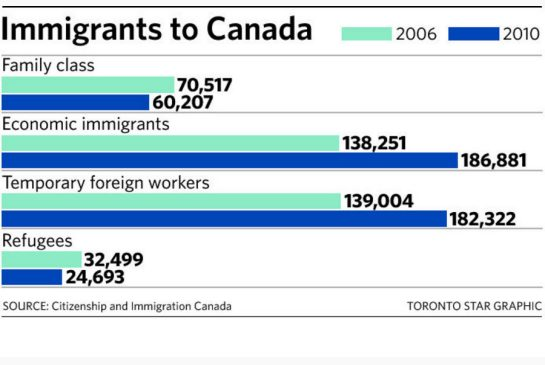 Immigrants to Canada 2006 2010
Family class
70,517
60,207
Economic immigrants
138,251
186,881
Temporary foreign workers
139,004
182,322
Refugees
32,499
24,693
SOURCE: Citizenship and Immigration Canada TORONTO STAR GRAPHIC